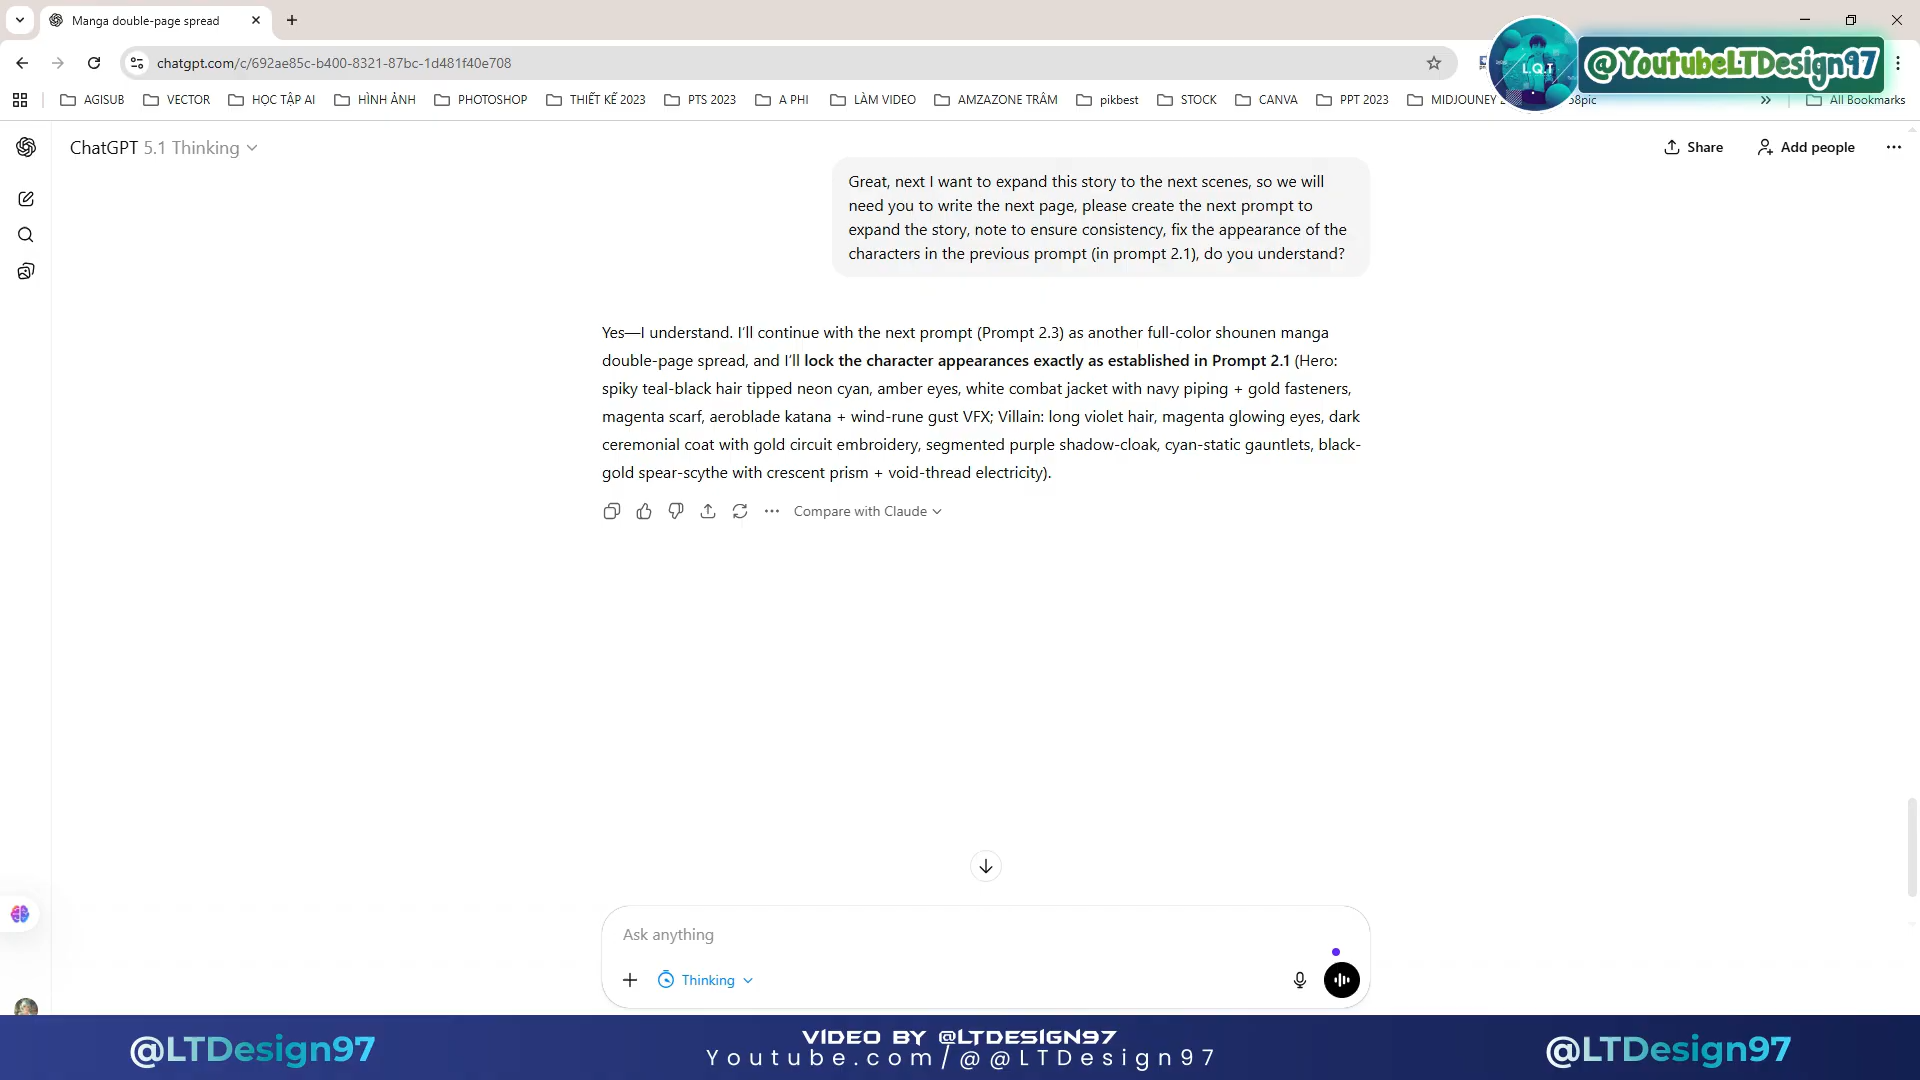 Manga double-page spread
chatgpt.com/c/692ae85c-b400-8321-87bc-1d481f40e708
@YoutubeLTDesign97
L.Q.T
AGISUB
VECTOR
HỌC TẬP AI
HÌNH ẢNH
PHOTOSHOP
THIẾT KẾ 2023
PTS 2023
A PHI
LÀM VIDEO
AMZAZONE TRÂM
pikbest
STOCK
CANVA
PPT 2023
MIDJOUNEY
58pic
All Bookmarks
ChatGPT 5.1 Thinking
Share
Add people
Great, next I want to expand this story to the next scenes, so we will
need you to write the next page, please create the next prompt to
expand the story, note to ensure consistency, fix the appearance of the
characters in the previous prompt (in prompt 2.1), do you understand?
Yes—I understand. I'll continue with the next prompt (Prompt 2.3) as another full-color shounen manga
double-page spread, and I'll lock the character appearances exactly as established in Prompt 2.1 (Hero:
spiky teal-black hair tipped neon cyan, amber eyes, white combat jacket with navy piping + gold fasteners,
magenta scarf, aeroblade katana + wind-rune gust VFX; Villain: long violet hair, magenta glowing eyes, dark
ceremonial coat with gold circuit embroidery, segmented purple shadow-cloak, cyan-static gauntlets, black-
gold spear-scythe with crescent prism + void-thread electricity).
Compare with Claude
Ask anything
Thinking
@LTDesign97
VIDEO BY @LTDESIGN97
Youtube.com/@@LTDesign97
@LTDesign97